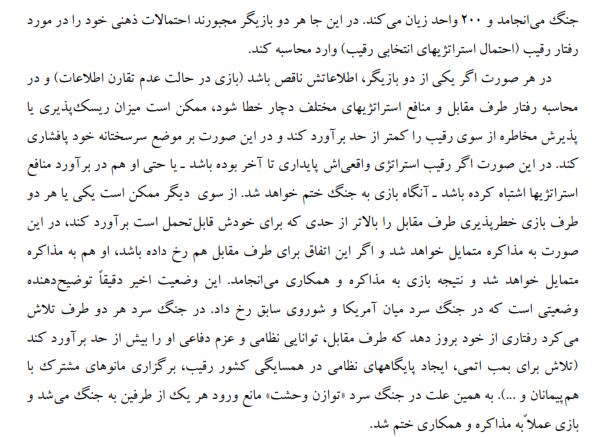 جنگ می‌انجامد و ۲۰۰ واحد زیان می‌کند. در این جا هر دو بازیگر مجبورند احتمالات ذهنی خود را در مورد
رفتار رقیب (احتمال استراتژیهای انتخابی رقیب) وارد محاسبه کند.
در هر صورت اگر یکی از دو بازیگر، اطلاعاتش ناقص باشد (بازی در حالت عدم تقارن اطلاعات) و در
محاسبه رفتار طرف مقابل و منافع استراتژیهای مختلف دچار خطا شود، ممکن است میزان ریسک‌پذیری یا
پذیرش مخاطره از سوی رقیب را کمتر از حد برآورد کند و در این صورت بر موضع سرسختانه خود پافشاری
کند. در این صورت اگر رقیب استراتژی واقعی‌اش پایداری تا آخر بوده باشد ـ یا حتی او هم در برآورد منافع
استراتژیها اشتباه کرده باشد ـ آنگاه بازی به جنگ ختم خواهد شد. از سوی دیگر ممکن است یکی یا هر دو
طرف بازی خطرپذیری طرف مقابل را بالاتر از حدی که برای خودش قابل‌تحمل است برآورد کند، در این
صورت به مذاکره متمایل خواهد شد و اگر این اتفاق برای طرف مقابل هم رخ داده باشد، او هم به مذاکره
متمایل خواهد شد و نتیجه بازی به مذاکره و همکاری می‌انجامد. این وضعیت اخیر دقیقاً توضیح‌دهنده
وضعیتی است که در جنگ سرد میان آمریکا و شوروی سابق رخ داد. در جنگ سرد هر دو طرف تلاش
می‌کرد رفتاری از خود بروز دهد که طرف مقابل، توانایی نظامی و عزم دفاعی او را بیش از حد برآورد کند
(تلاش برای بمب اتمی، ایجاد پایگاههای نظامی در همسایگی کشور رقیب، برگزاری مانوهای مشترک با
هم‌پیمانان و ...). به همین علت در جنگ سرد «توازن وحشت» مانع ورود هر یک از طرفین به جنگ می‌شد و
بازی عملاً به مذاکره و همکاری ختم شد.